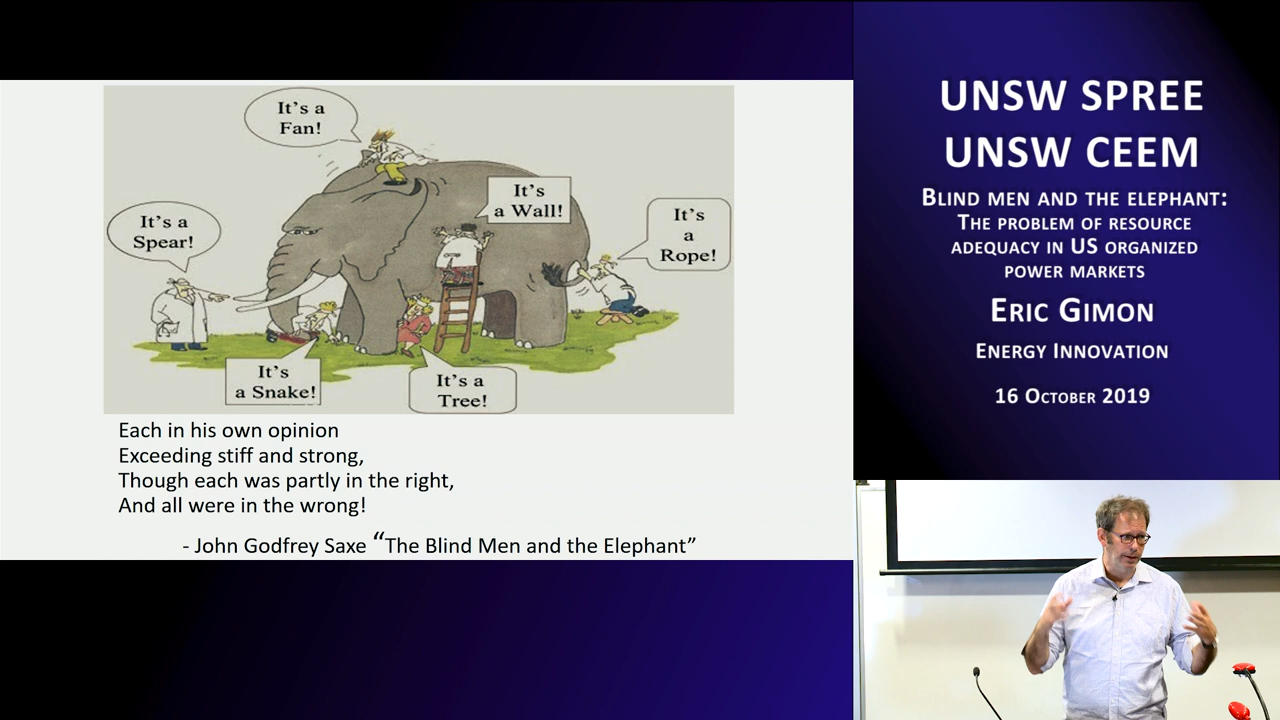 It's a
Fan!
It's a
Spear!
It's
a Wall!
It's
a
Rope!
It's
a Snake!
It's a
Tree!
Each in his own opinion
Exceeding stiff and strong,
Though each was partly in the right,
And all were in the wrong!
- John Godfrey Saxe “The Blind Men and the Elephant”
UNSW SPREE
UNSW CEEM
BLIND MEN AND THE ELEPHANT:
THE PROBLEM OF RESOURCE
ADEQUACY IN US ORGANIZED
POWER MARKETS
ERIC GIMON
ENERGY INNOVATION
16 OCTOBER 2019